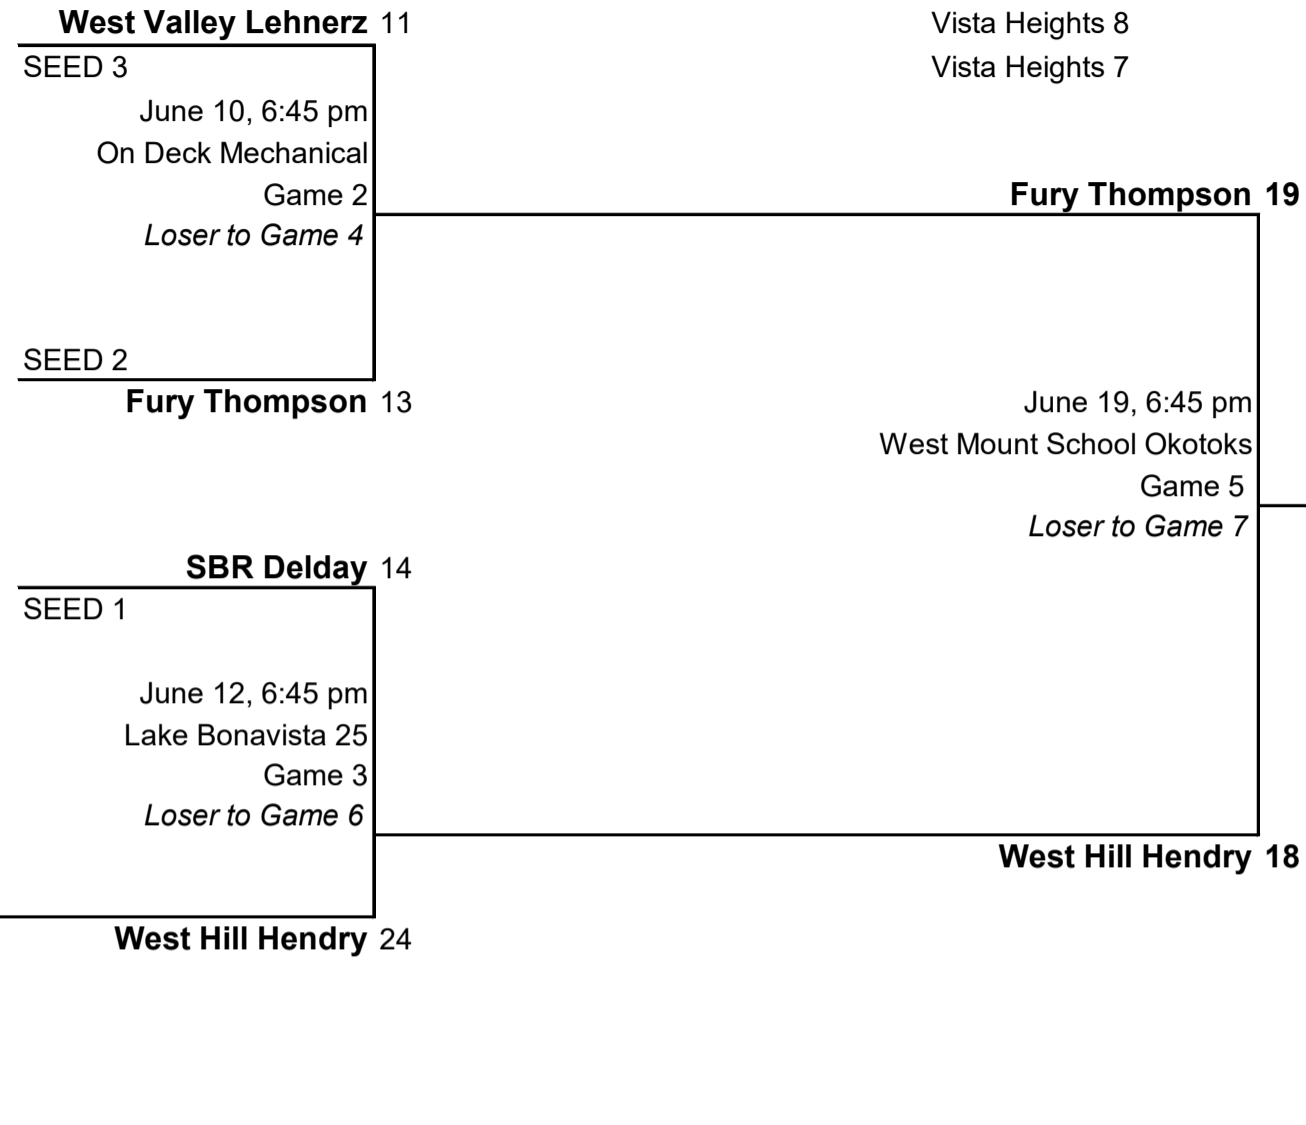 West Valley Lehnerz 11
Vista Heights 8
SEED 3
Vista Heights 7
June 10, 6:45 pm
On Deck Mechanical
Game 2
Fury Thompson 19
Loser to Game 4
SEED 2
Fury Thompson 13
June 19, 6:45 pm
West Mount School Okotoks
Game 5
Loser to Game 7
SBR Delday 14
SEED 1
June 12, 6:45 pm
Lake Bonavista 25
Game 3
Loser to Game 6
West Hill Hendry 18
West Hill Hendry 24